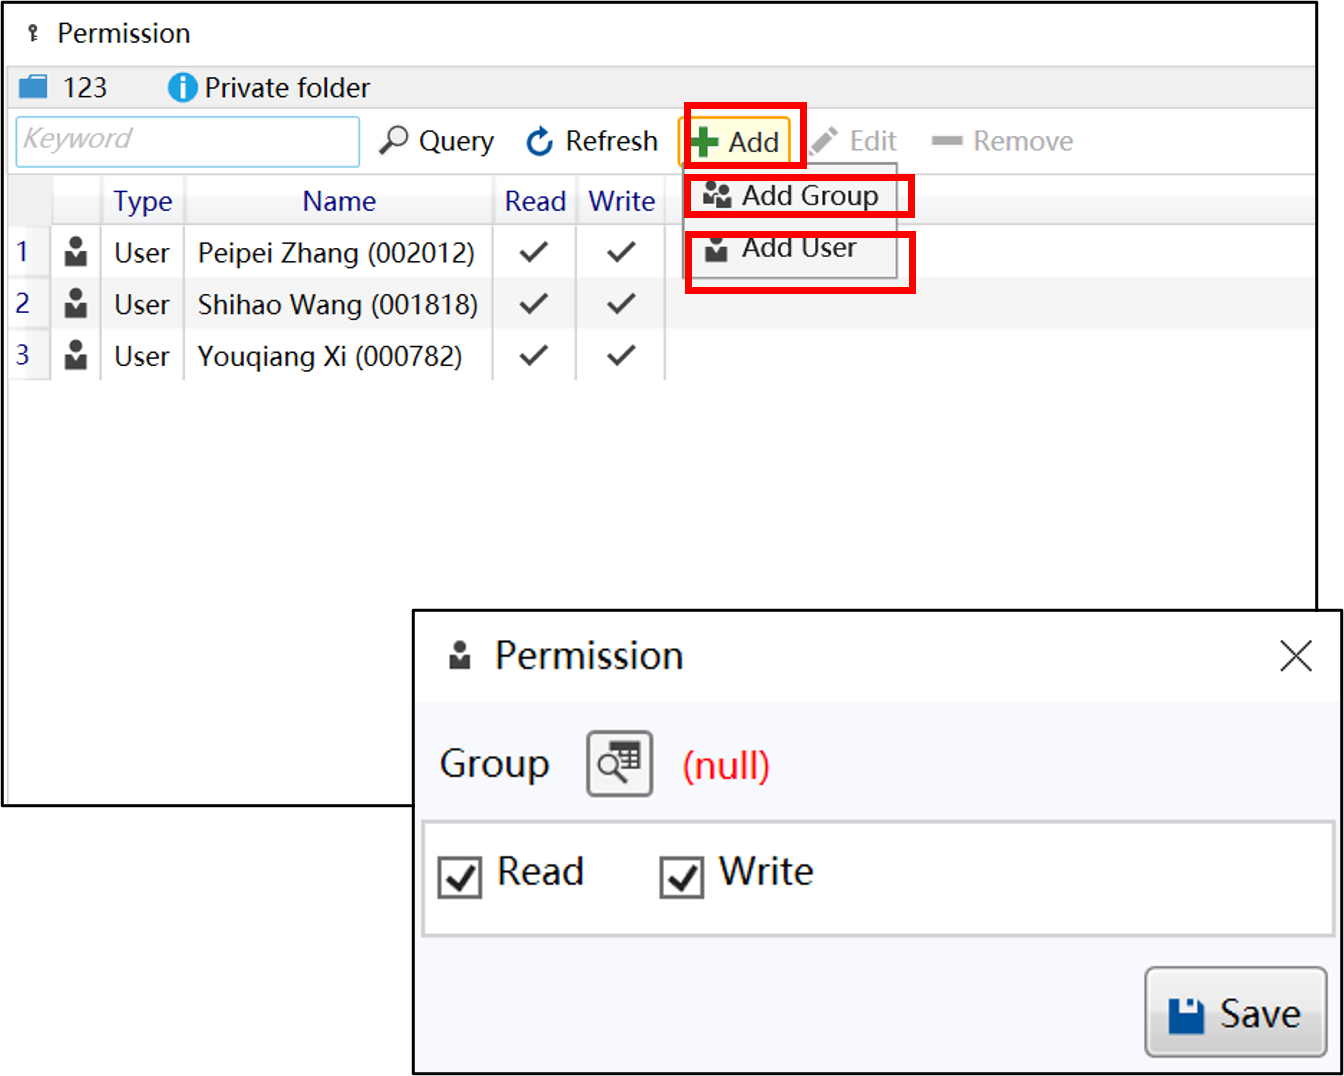 Permission
123 Private folder
Keyword Query Refresh Add Edit Remove
Add Group
Add User
Type Name Read Write
1 User Peipei Zhang (002012)
2 User Shihao Wang (001818)
3 User Youqiang Xi (000782)
Permission
Group (null)
Read Write
Save